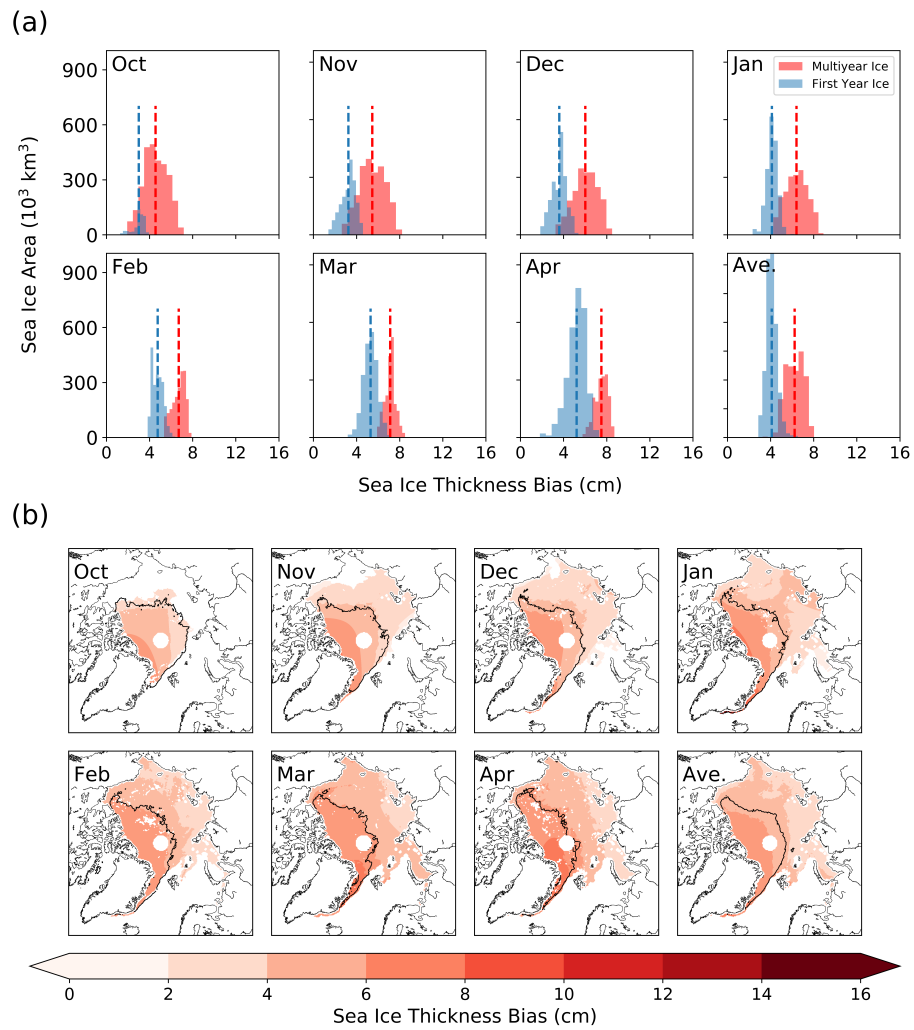 (a)
Oct
Nov
Dec
Jan
Multiyear Ice
First Year Ice
900
600
300
0
Feb
Mar
Apr
Ave.
900
600
300
0
Sea Ice Area (10³ km³)
0 4 8 12 16
0 4 8 12 16
0 4 8 12 16
0 4 8 12 16
Sea Ice Thickness Bias (cm)
(b)
Oct
Nov
Dec
Jan
Feb
Mar
Apr
Ave.
0 2 4 6 8 10 12 14 16
Sea Ice Thickness Bias (cm)